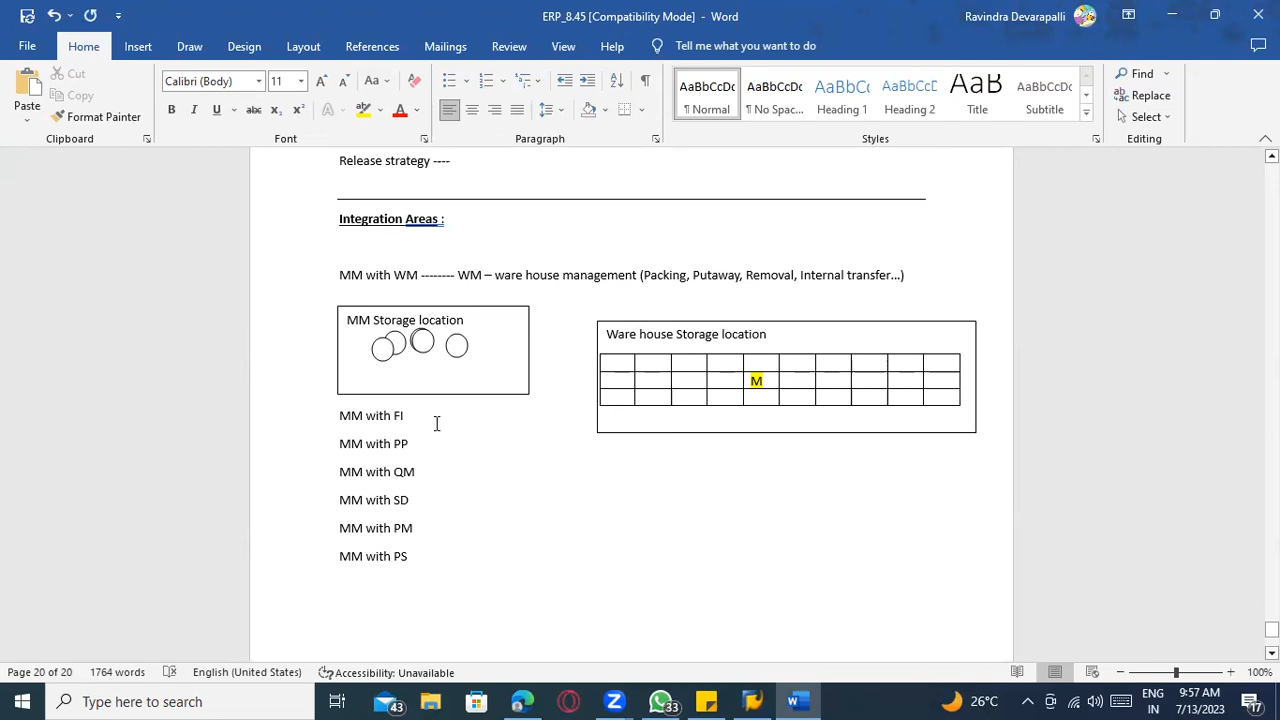 ERP_8.45 [Compatibility Mode] - Word
Ravindra Devarapalli
File Home Insert Draw Design Layout References Mailings Review View Help Tell me what you want to do
Paste
Cut
Copy
Format Painter
Clipboard
Calibri (Body) 11
Font
Paragraph
AaBbCcDc AaBbCcDc AaBbCc AaBbCcD AaB AaBbCcD
¶ Normal ¶ No Spac... Heading 1 Heading 2 Title Subtitle
Styles
Find
Replace
Select
Editing
Release strategy ----
Integration Areas :
MM with WM -------- WM – ware house management (Packing, Putaway, Removal, Internal transfer...)
MM Storage location
Ware house Storage location
M
MM with FI
MM with PP
MM with QM
MM with SD
MM with PM
MM with PS
Page 20 of 20 1764 words English (United States) Accessibility: Unavailable 100%
Type here to search
43
33
26°C
ENG
IN
9:57 AM
7/13/2023
17